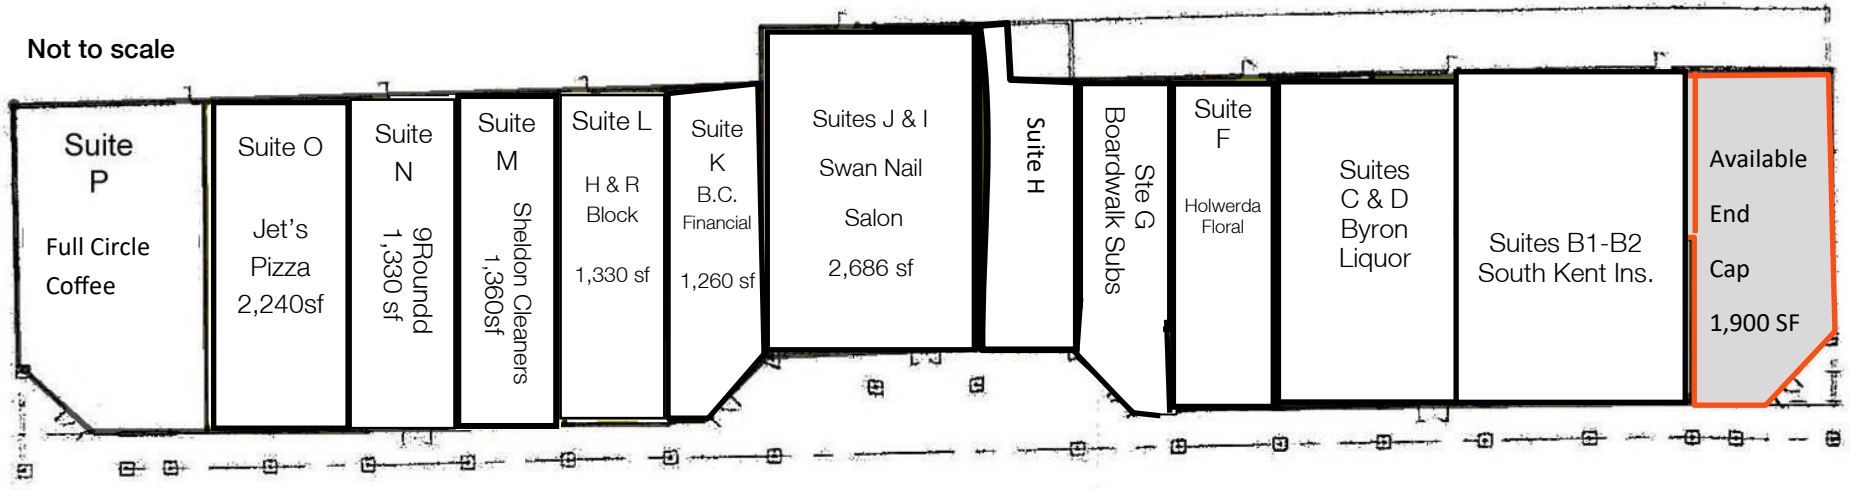 Not to scale
Suite
P
Full Circle
Coffee
Suite O
Jet's
Pizza
2,240sf
Suite
N
9Roundd
1,330 sf
Suite
M
Sheldon Cleaners
1,360sf
Suite L
H & R
Block
1,330 sf
Suite
K
B.C.
Financial
1,260 sf
Suites J & I
Swan Nail
Salon
2,686 sf
Suite H
Ste G
Boardwalk Subs
Suite
F
Holwerda
Floral
Suites
C & D
Byron
Liquor
Suites B1-B2
South Kent Ins.
Available
End
Cap
1,900 SF